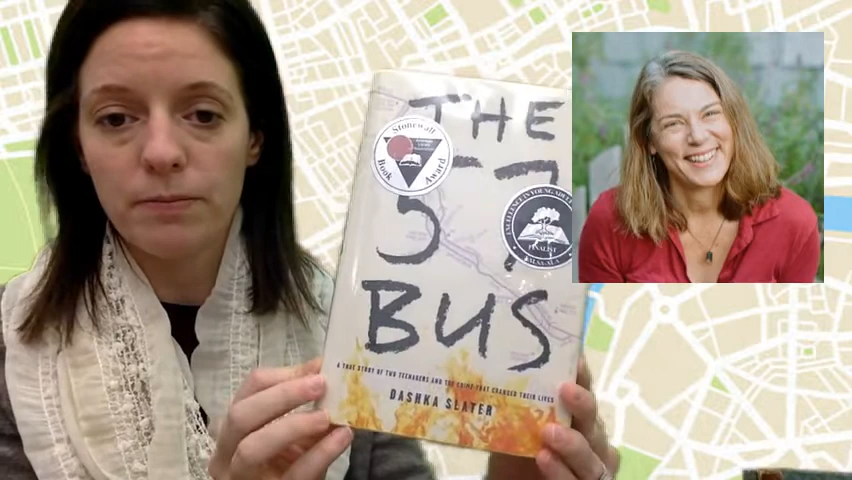 THE
57
BUS
A TRUE STORY OF TWO TEENAGERS AND THE CRIME THAT CHANGED THEIR LIVES
DASHKA SLATER
Stonewall
Book Award
EXCELLENCE IN YOUNG ADULT
FINALIST
YALSA-ALA